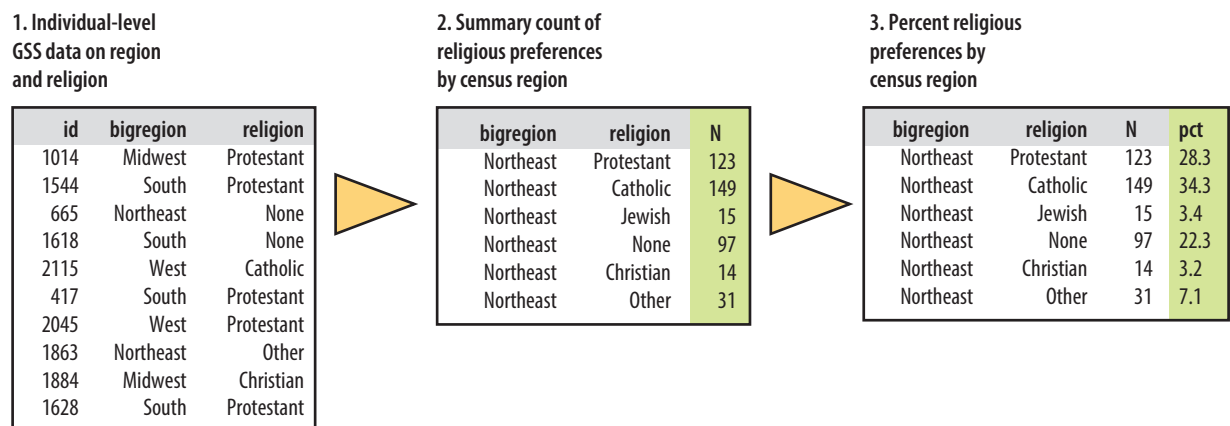 1. Individual-level
GSS data on region
and religion
id bigregion religion
1014 Midwest Protestant
1544 South Protestant
665 Northeast None
1618 South None
2115 West Catholic
417 South Protestant
2045 West Protestant
1863 Northeast Other
1884 Midwest Christian
1628 South Protestant
2. Summary count of
religious preferences
by census region
bigregion religion N
Northeast Protestant 123
Northeast Catholic 149
Northeast Jewish 15
Northeast None 97
Northeast Christian 14
Northeast Other 31
3. Percent religious
preferences by
census region
bigregion religion N pct
Northeast Protestant 123 28.3
Northeast Catholic 149 34.3
Northeast Jewish 15 3.4
Northeast None 97 22.3
Northeast Christian 14 3.2
Northeast Other 31 7.1